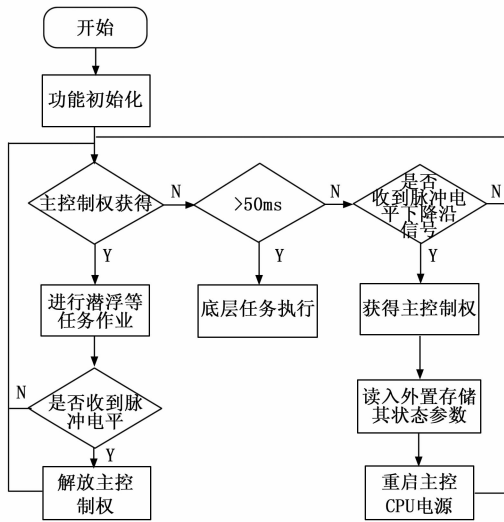 开始
功能初始化
主控制权获得
N
>50ms
N
是否
收到脉冲电
平下降沿
信号
N
Y
Y
Y
进行潜浮等
任务作业
底层任务执行
获得主控制权
N
是否收到脉
冲电平
读入外置存储
其状态参数
Y
解放主控
制权
重启主控
CPU电源